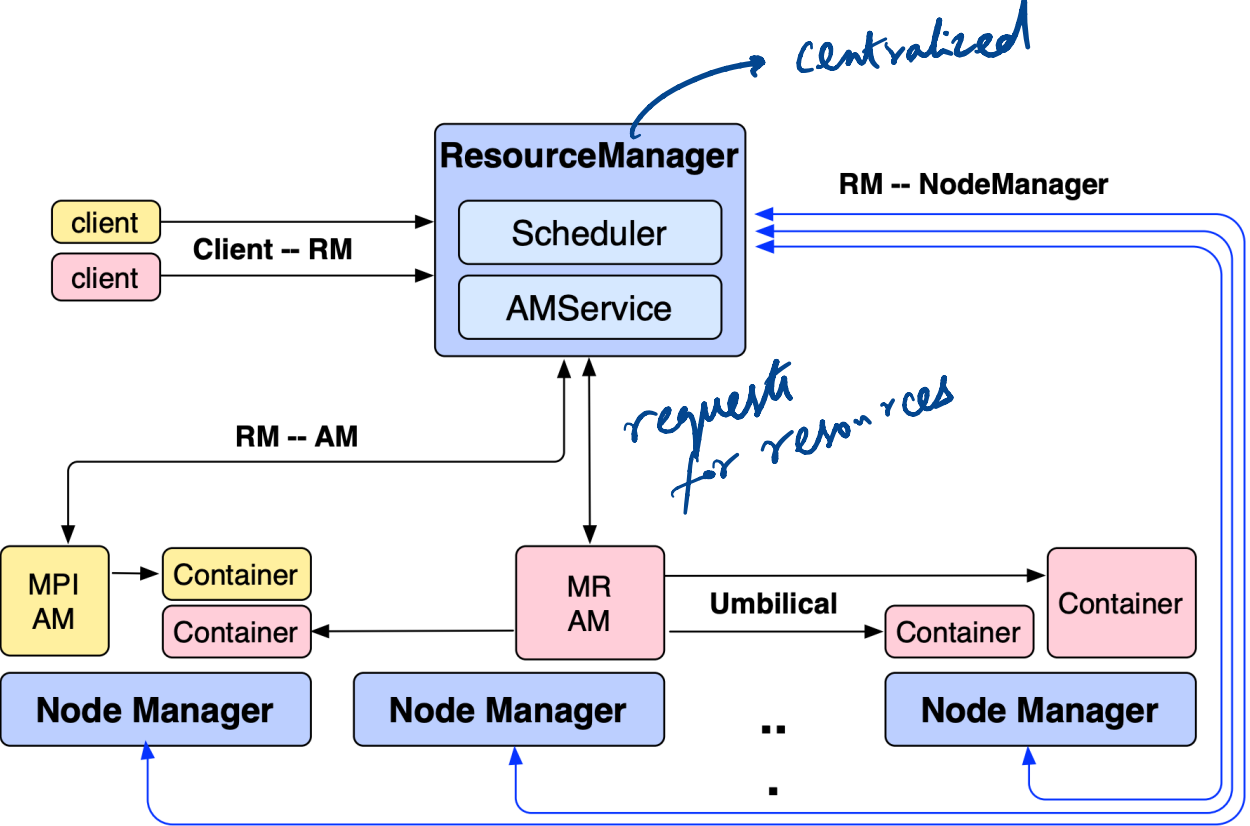 centralized
ResourceManager
RM -- NodeManager
client
Scheduler
Client -- RM
client
AMService
requests
for resources
RM -- AM
MPI
AM
Container
Container
MR
AM
Umbilical
Container
Container
Node Manager
Node Manager
Node Manager